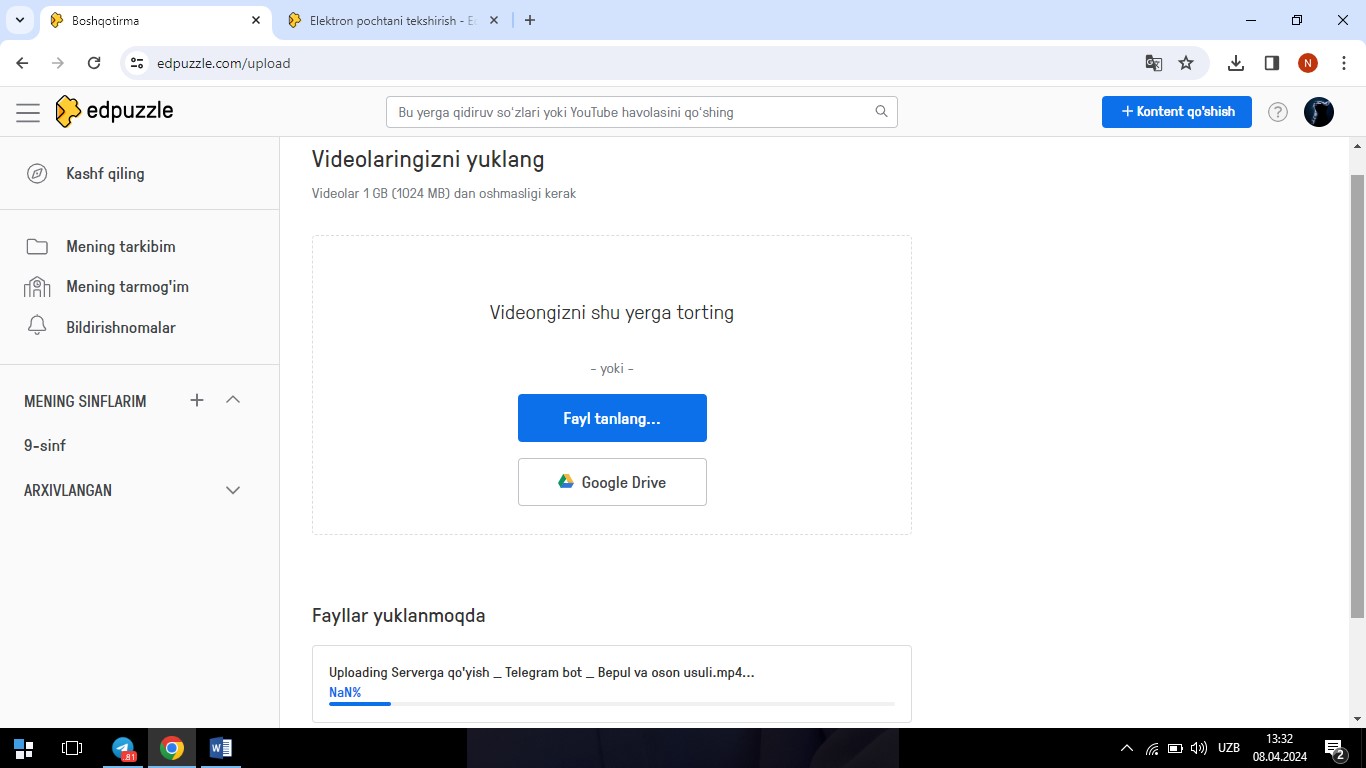 Boshqotirma
Elektron pochtani tekshirish - Ed
edpuzzle.com/upload
N
edpuzzle
Bu yerga qidiruv so‘zlari yoki YouTube havolasini qo‘shing
+ Kontent qo'shish
?
Kashf qiling
Mening tarkibim
Mening tarmog'im
Bildirishnomalar
MENING SINFLARIM
9-sinf
ARXIVLANGAN
Videolaringizni yuklang
Videolar 1 GB (1024 MB) dan oshmasligi kerak
Videongizni shu yerga torting
- yoki -
Fayl tanlang...
Google Drive
Fayllar yuklanmoqda
Uploading Serverga qo'yish _ Telegram bot _ Bepul va oson usuli.mp4...
NaN%
81
W
UZB
13:32
08.04.2024
2